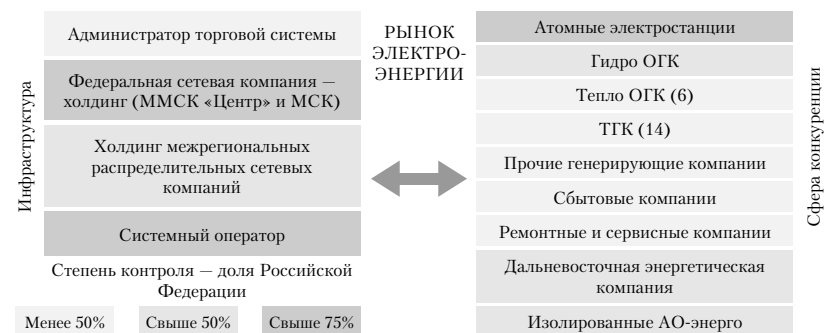 Инфраструктура
Администратор торговой системы
Федеральная сетевая компания –
холдинг (ММСК «Центр» и МСК)
Холдинг межрегиональных
распределительных сетевых
компаний
Системный оператор
Степень контроля – доля Российской
Федерации
Менее 50%
Свыше 50%
Свыше 75%
РЫНОК
ЭЛЕКТРО-
ЭНЕРГИИ
Атомные электростанции
Гидро ОГК
Тепло ОГК (6)
ТГК (14)
Прочие генерирующие компании
Сбытовые компании
Ремонтные и сервисные компании
Дальневосточная энергетическая
компания
Изолированные АО-энерго
Сфера конкуренции